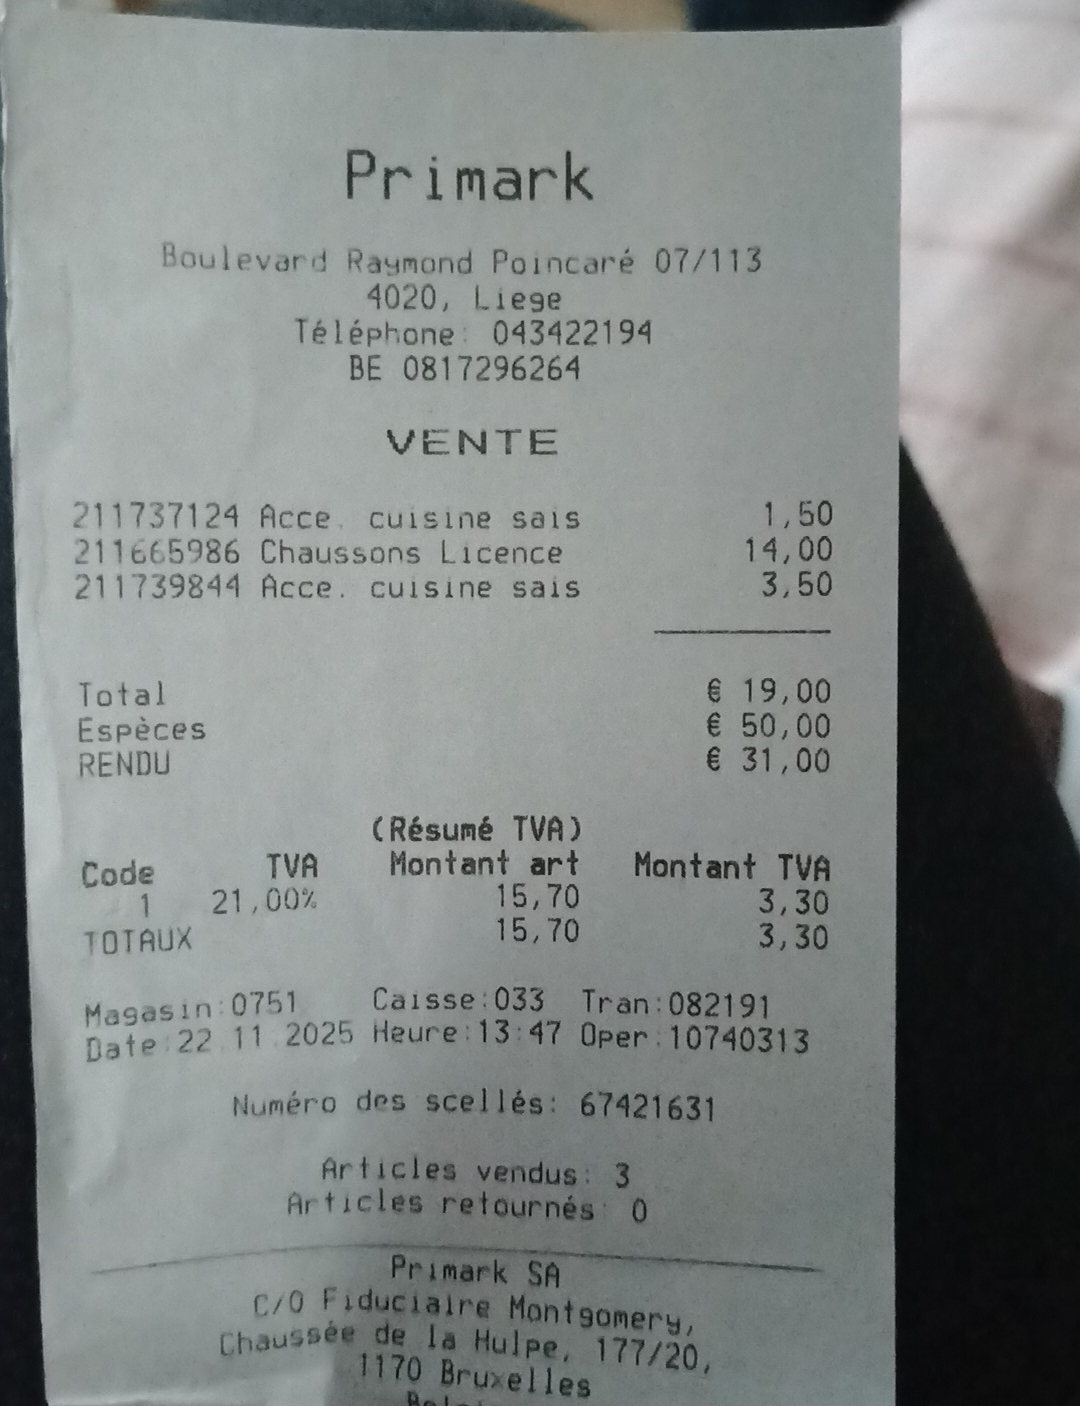 Primark
Boulevard Raymond Poincaré 07/113
4020, Liege
Téléphone: 043422194
BE 0817296264
VENTE
211737124 Acce. cuisine sais 1,50
211665986 Chaussons Licence 14,00
211739844 Acce. cuisine sais 3,50
Total € 19,00
Espèces € 50,00
RENDU € 31,00
(Résumé TVA)
Code TVA Montant art Montant TVA
1 21,00% 15,70 3,30
TOTAUX 15,70 3,30
Magasin:0751 Caisse:033 Tran:082191
Date:22 11 2025 Heure:13:47 Oper:10740313
Numéro des scellés: 67421631
Articles vendus: 3
Articles retournés: 0
Primark SA
C/O Fiduciaire Montgomery,
Chaussée de la Hulpe, 177/20,
1170 Bruxelles